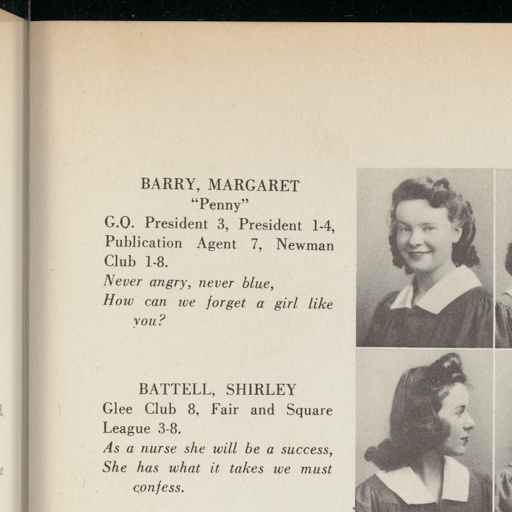 BARRY, MARGARET
"Penny"
G.O. President 3, President 1-4,
Publication Agent 7, Newman
Club 1-8.
Never angry, never blue,
How can we forget a girl like
you?
BATTELL, SHIRLEY
Glee Club 8, Fair and Square
League 3-8.
As a nurse she will be a success,
She has what it takes we must
confess.